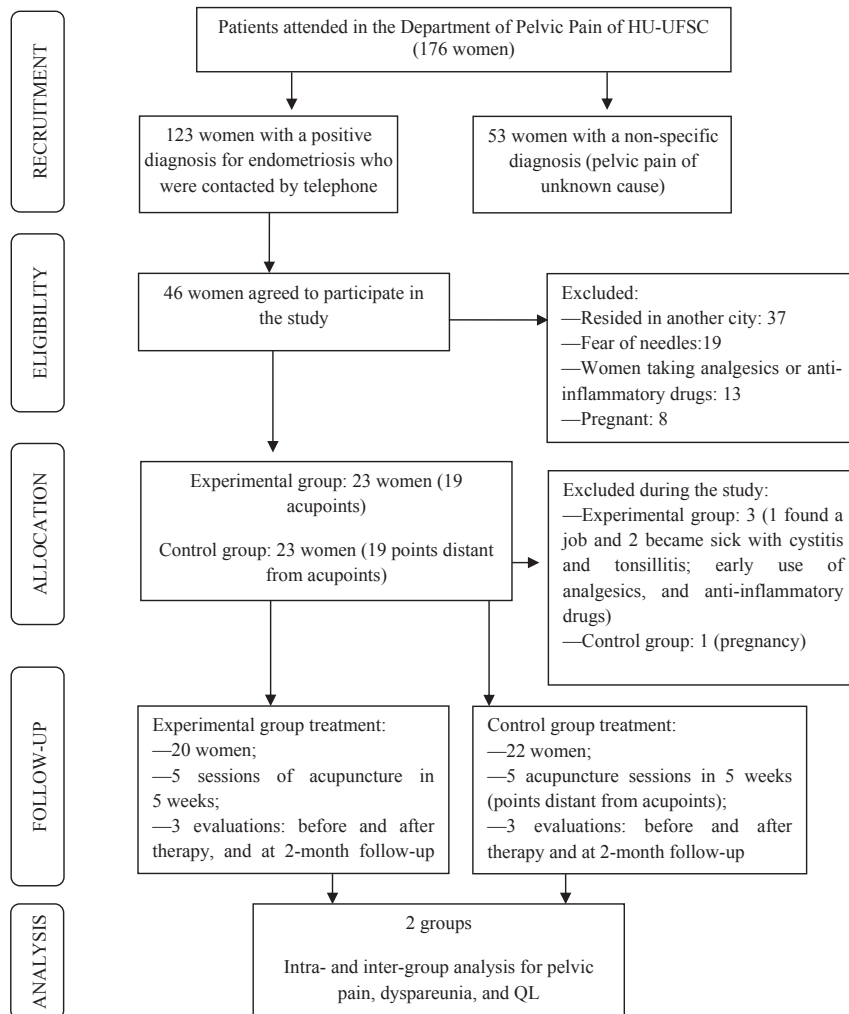 RECRUITMENT
Patients attended in the Department of Pelvic Pain of HU-UFSC
(176 women)
123 women with a positive
diagnosis for endometriosis who
were contacted by telephone
53 women with a non-specific
diagnosis (pelvic pain of
unknown cause)
ELIGIBILITY
46 women agreed to participate in
the study
Excluded:
—Resided in another city: 37
—Fear of needles:19
—Women taking analgesics or anti-
inflammatory drugs: 13
—Pregnant: 8
ALLOCATION
Experimental group: 23 women (19
acupoints)
Control group: 23 women (19 points distant
from acupoints)
Excluded during the study:
—Experimental group: 3 (1 found a
job and 2 became sick with cystitis
and tonsillitis; early use of
analgesics, and anti-inflammatory
drugs)
—Control group: 1 (pregnancy)
FOLLOW-UP
Experimental group treatment:
—20 women;
—5 sessions of acupuncture in
5 weeks;
—3 evaluations: before and after
therapy, and at 2-month follow-up
Control group treatment:
—22 women;
—5 acupuncture sessions in 5 weeks
(points distant from acupoints);
—3 evaluations: before and after
therapy and at 2-month follow-up
ANALYSIS
2 groups
Intra- and inter-group analysis for pelvic
pain, dyspareunia, and QL